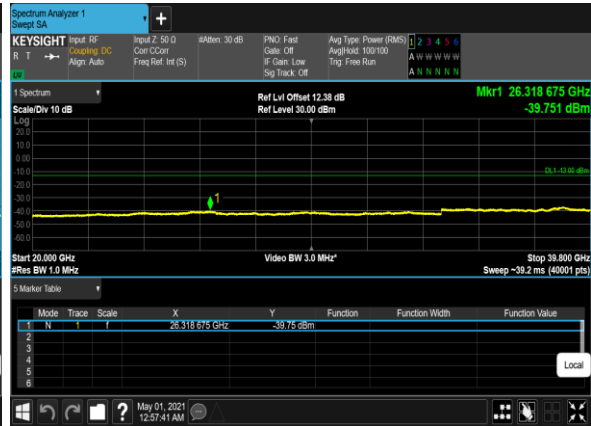 Spectrum Analyzer 1
Swept SA
+
KEYSIGHT Input: RF Input Z: 50 Ω #Atten: 30 dB PNO: Fast Avg Type: Power (RMS) 1 2 3 4 5 6
R T Coupling: DC Corr CCorr Gate: Off Avg|Hold: 100/100 A W W W W W
Align: Auto Freq Ref: Int (S) IF Gain: Low Trig: Free Run
Sig Track: Off A N N N N N
1 Spectrum
Scale/Div 10 dB
Ref Lvl Offset 12.38 dB
Ref Level 30.00 dBm
Mkr1 26.318 675 GHz
-39.751 dBm
Log
20.0
10.0
0.00
-10.0
DL1 -13.00 dBm
-20.0
-30.0
1
-40.0
-50.0
-60.0
Start 20.000 GHz Video BW 3.0 MHz* Stop 39.800 GHz
#Res BW 1.0 MHz Sweep ~39.2 ms (40001 pts)
5 Marker Table
Mode Trace Scale X Y Function Function Width Function Value
1 N 1 f 26.318 675 GHz -39.75 dBm
2
3
4
5
6
Local
? May 01, 2021
12:57:41 AM